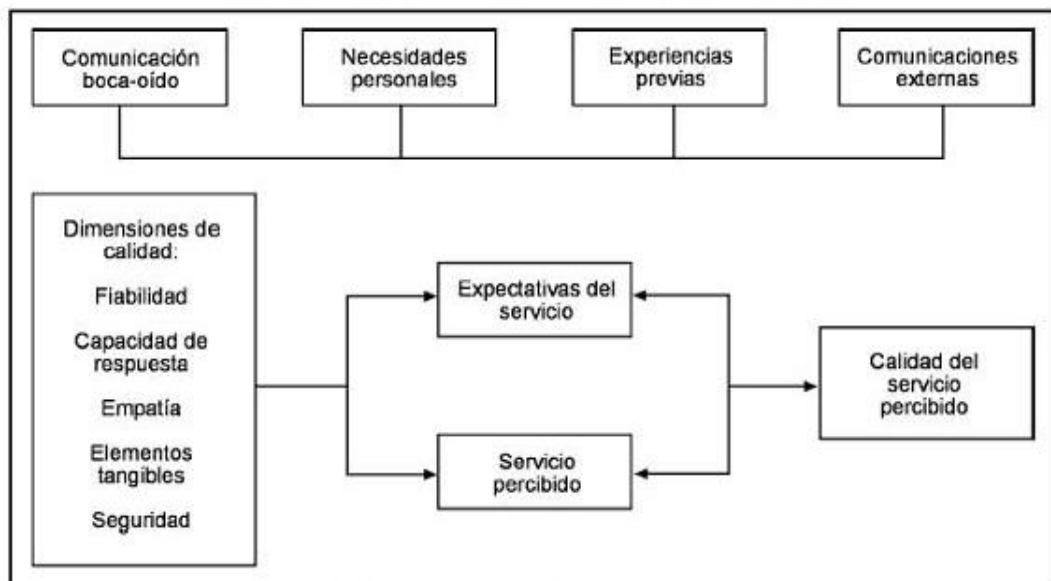 Comunicación
boca-oído
Necesidades
personales
Experiencias
previas
Comunicaciones
externas
Dimensiones de
calidad:
Fiabilidad
Capacidad de
respuesta
Empatía
Elementos
tangibles
Seguridad
Expectativas del
servicio
Servicio
percibido
Calidad del
servicio
percibido